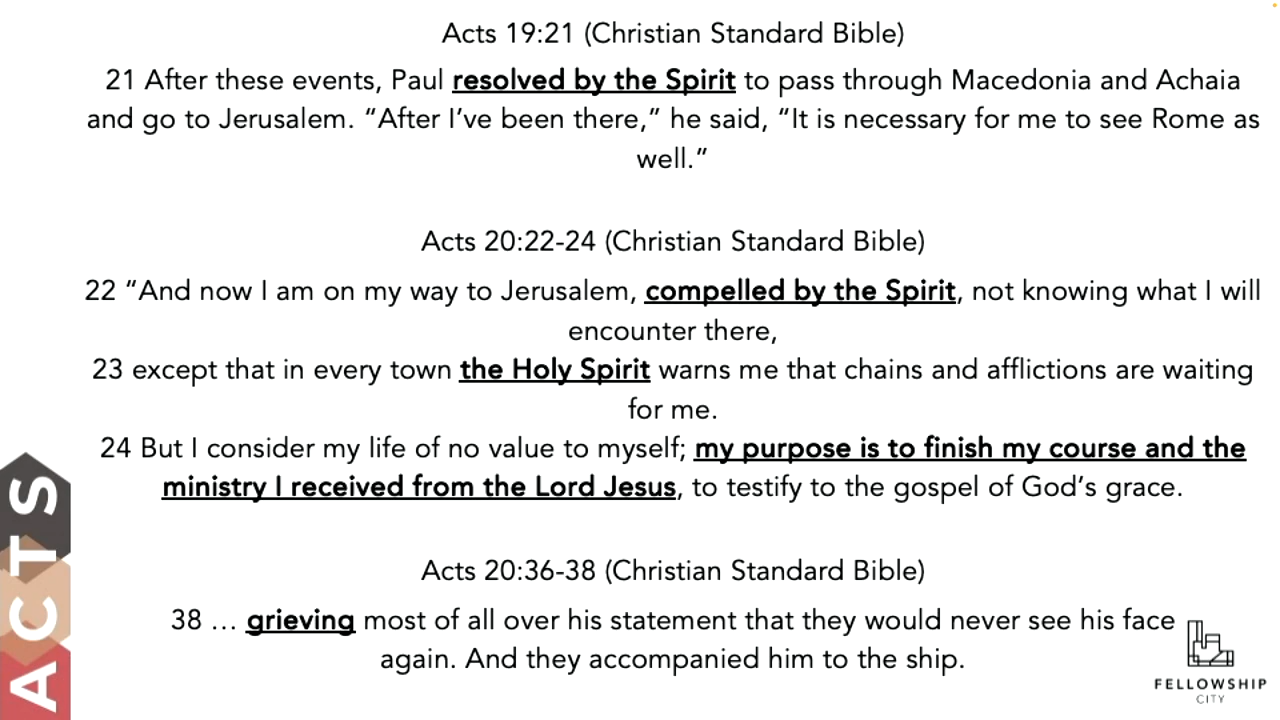 Acts 19:21 (Christian Standard Bible)
21 After these events, Paul resolved by the Spirit to pass through Macedonia and Achaia
and go to Jerusalem. “After I’ve been there,” he said, “It is necessary for me to see Rome as
well.”
Acts 20:22-24 (Christian Standard Bible)
22 “And now I am on my way to Jerusalem, compelled by the Spirit, not knowing what I will
encounter there,
23 except that in every town the Holy Spirit warns me that chains and afflictions are waiting
for me.
24 But I consider my life of no value to myself; my purpose is to finish my course and the
ministry I received from the Lord Jesus, to testify to the gospel of God’s grace.
Acts 20:36-38 (Christian Standard Bible)
38 … grieving most of all over his statement that they would never see his face
again. And they accompanied him to the ship.
ACTS
FELLOWSHIP
CITY